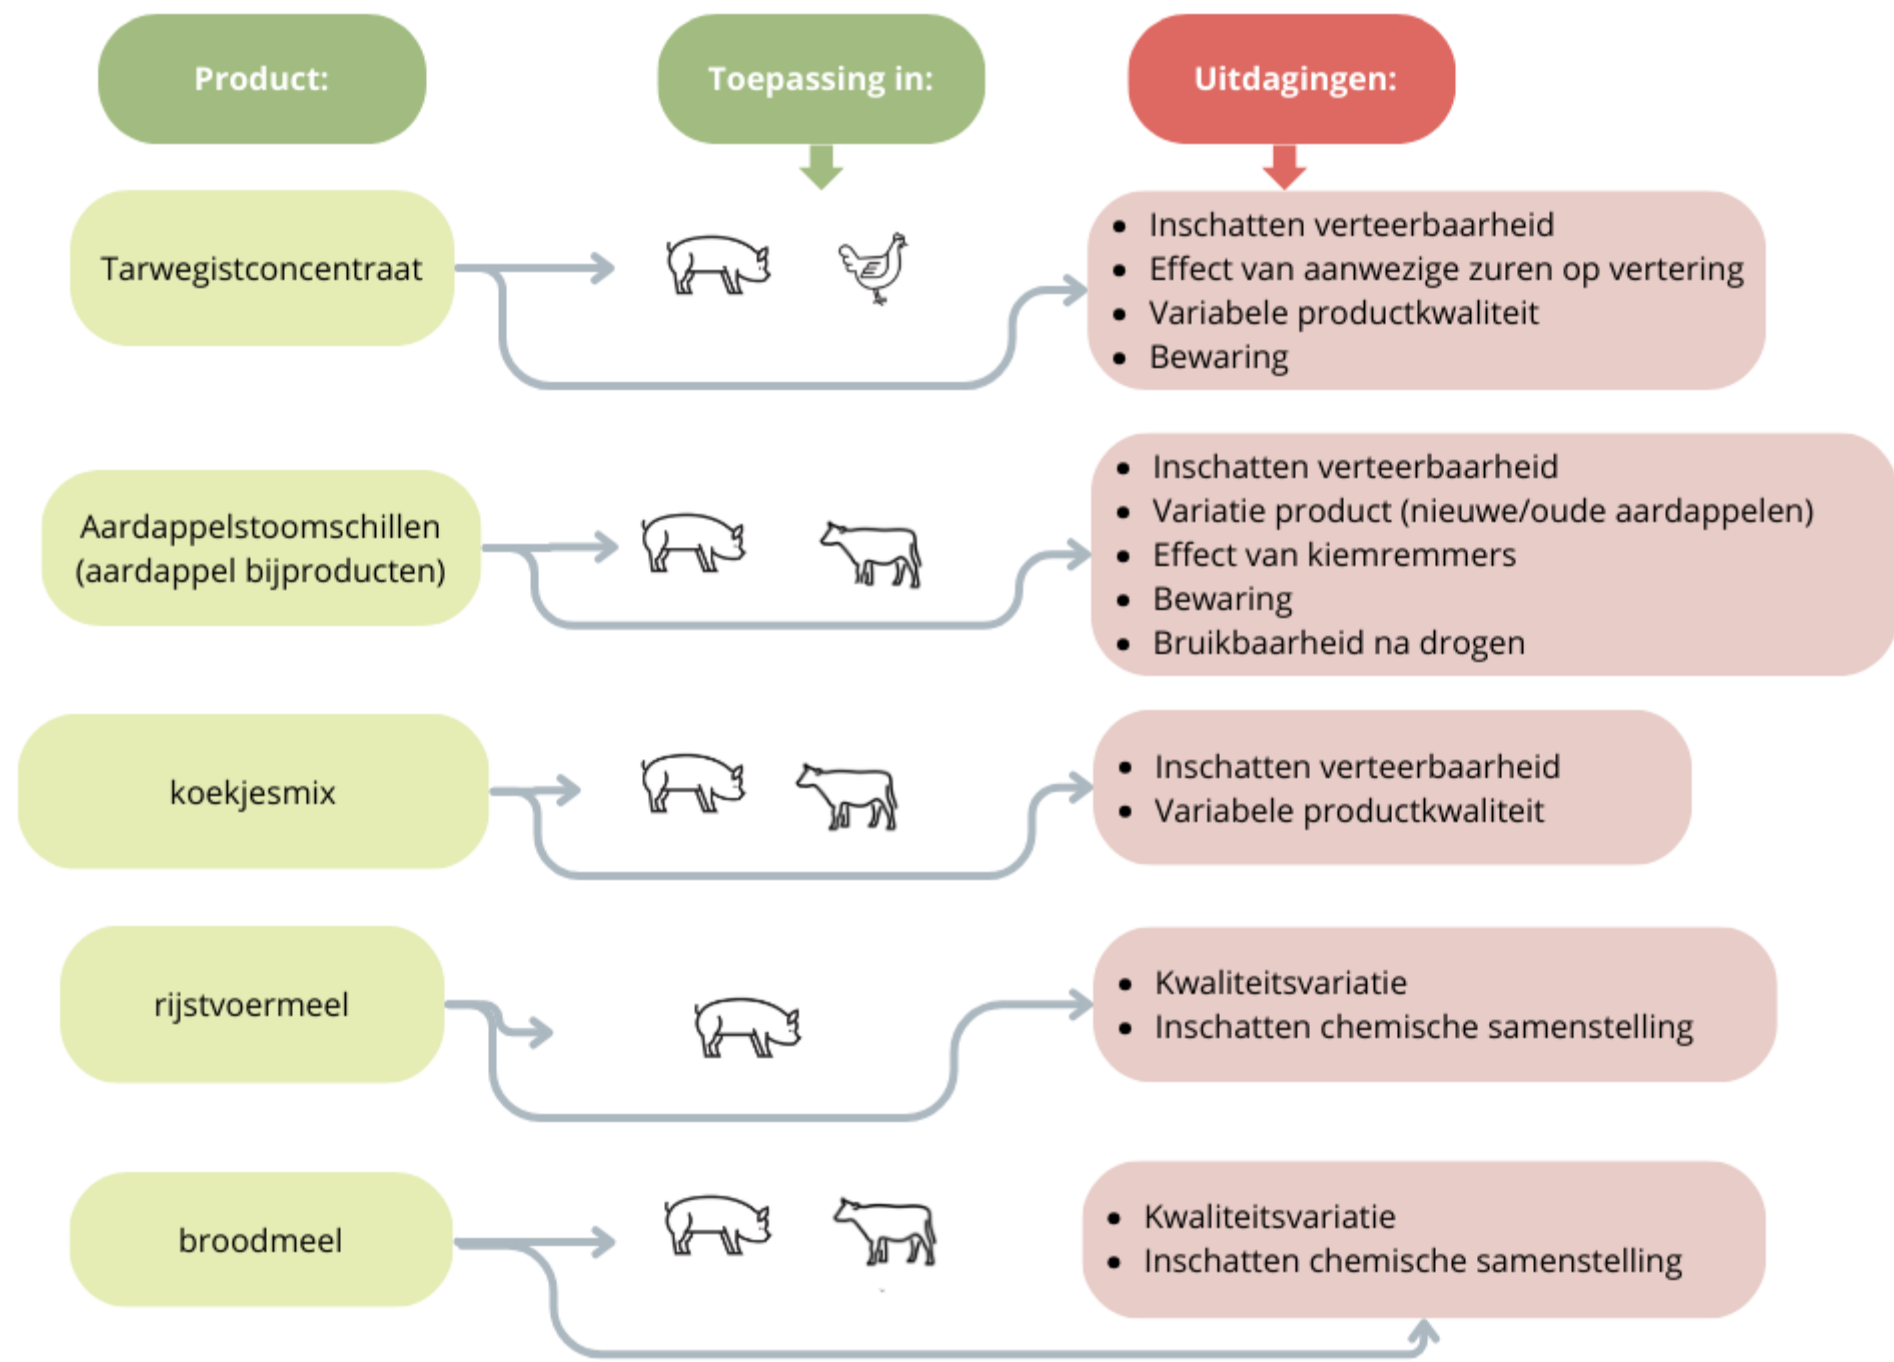 Product:
Toepassing in:
Uitdagingen:
Tarwegistconcentraat
• Inschatten verteerbaarheid
• Effect van aanwezige zuren op vertering
• Variabele productkwaliteit
• Bewaring
Aardappelstoomschillen
(aardappel bijproducten)
• Inschatten verteerbaarheid
• Variatie product (nieuwe/oude aardappelen)
• Effect van kiemremmers
• Bewaring
• Bruikbaarheid na drogen
koekjesmix
• Inschatten verteerbaarheid
• Variabele productkwaliteit
rijstvoermeel
• Kwaliteitsvariatie
• Inschatten chemische samenstelling
broodmeel
• Kwaliteitsvariatie
• Inschatten chemische samenstelling